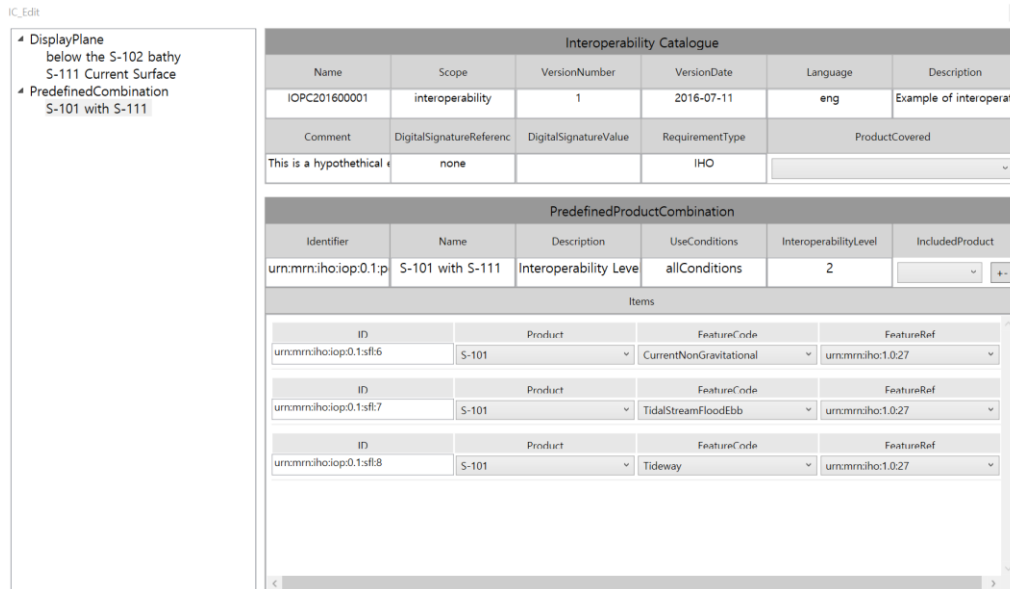 IC_Edit
DisplayPlane
below the S-102 bathy
S-111 Current Surface
PredefinedCombination
S-101 with S-111
Interoperability Catalogue
Name Scope VersionNumber VersionDate Language Description
IOPC201600001 interoperability 1 2016-07-11 eng Example of interoperat
Comment DigitalSignatureReferenc DigitalSignatureValue RequirementType ProductCovered
This is a hypothethical e none IHO
PredefinedProductCombination
Identifier Name Description UseConditions InteroperabilityLevel IncludedProduct
urn:mrn:iho:iop:0.1:p S-101 with S-111 Interoperability Leve allConditions 2 +-
Items
ID Product FeatureCode FeatureRef
urn:mrn:iho:iop:0.1:sfl:6 S-101 CurrentNonGravitational urn:mrn:iho:1.0:27
ID Product FeatureCode FeatureRef
urn:mrn:iho:iop:0.1:sfl:7 S-101 TidalStreamFloodEbb urn:mrn:iho:1.0:27
ID Product FeatureCode FeatureRef
urn:mrn:iho:iop:0.1:sfl:8 S-101 Tideway urn:mrn:iho:1.0:27